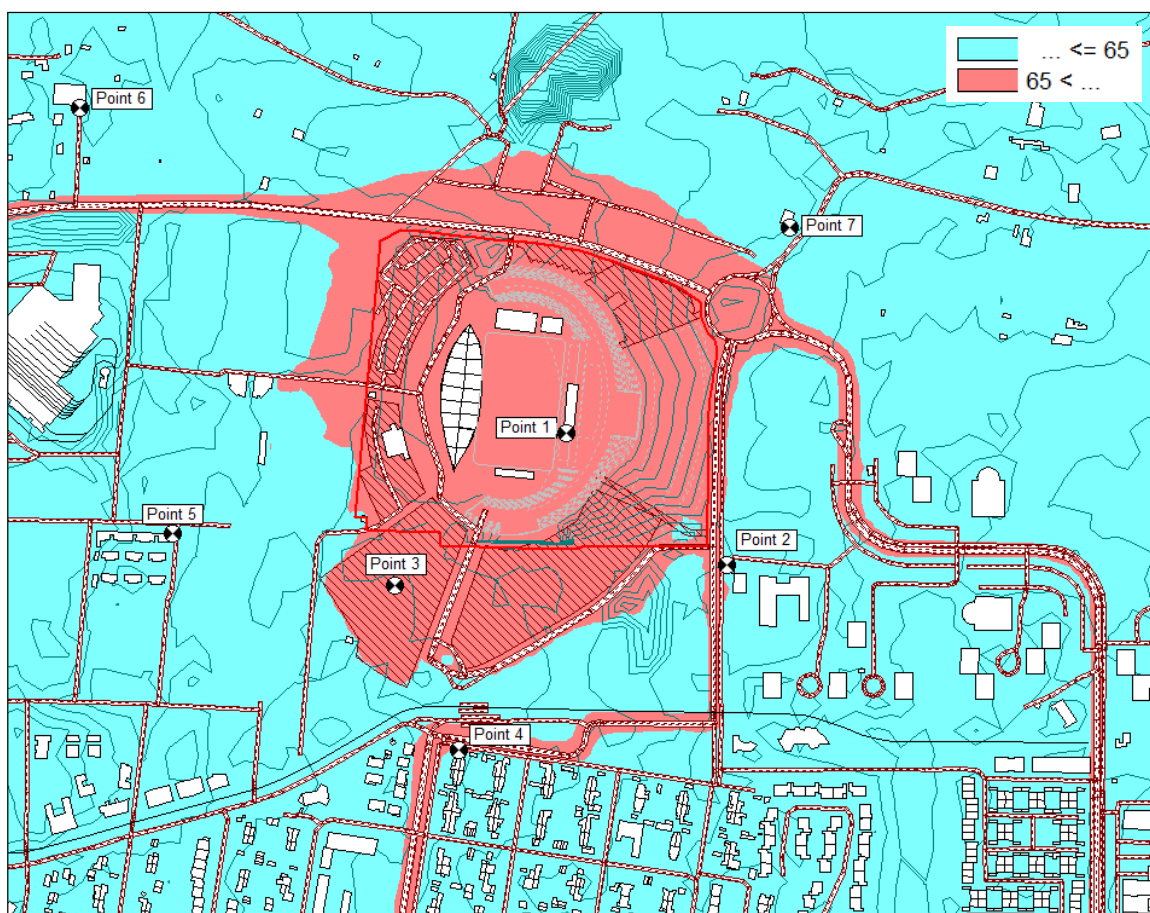 ... <= 65
65 < ...
Point 6
Point 7
Point 1
Point 5
Point 2
Point 3
Point 4